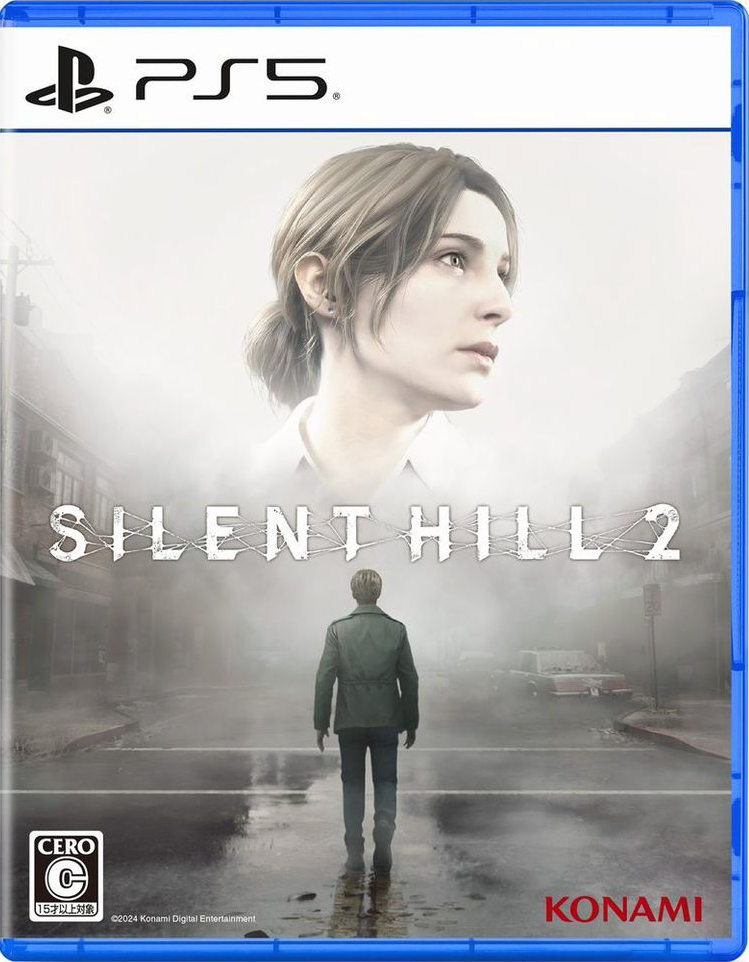 PS5®
SILENT HILL 2
CERO
C
15才以上対象
©2024 Konami Digital Entertainment
KONAMI